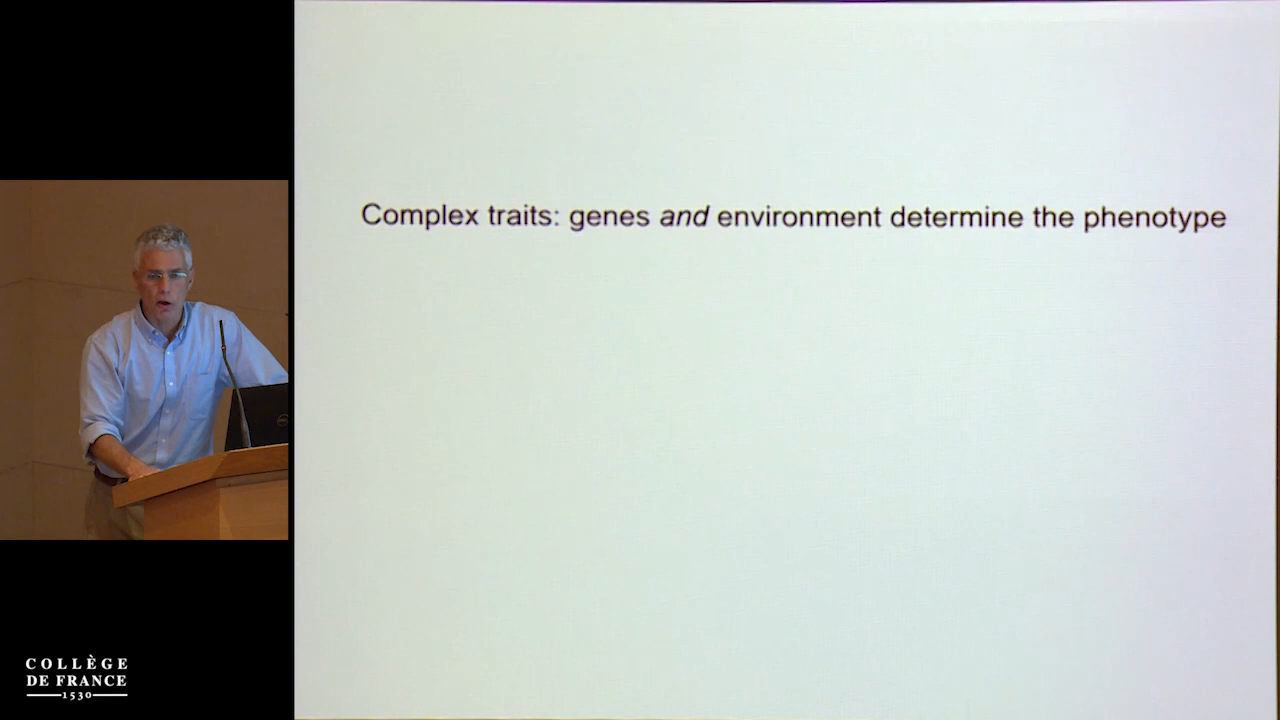 Complex traits: genes and environment determine the phenotype
COLLÈGE
DE FRANCE
1530